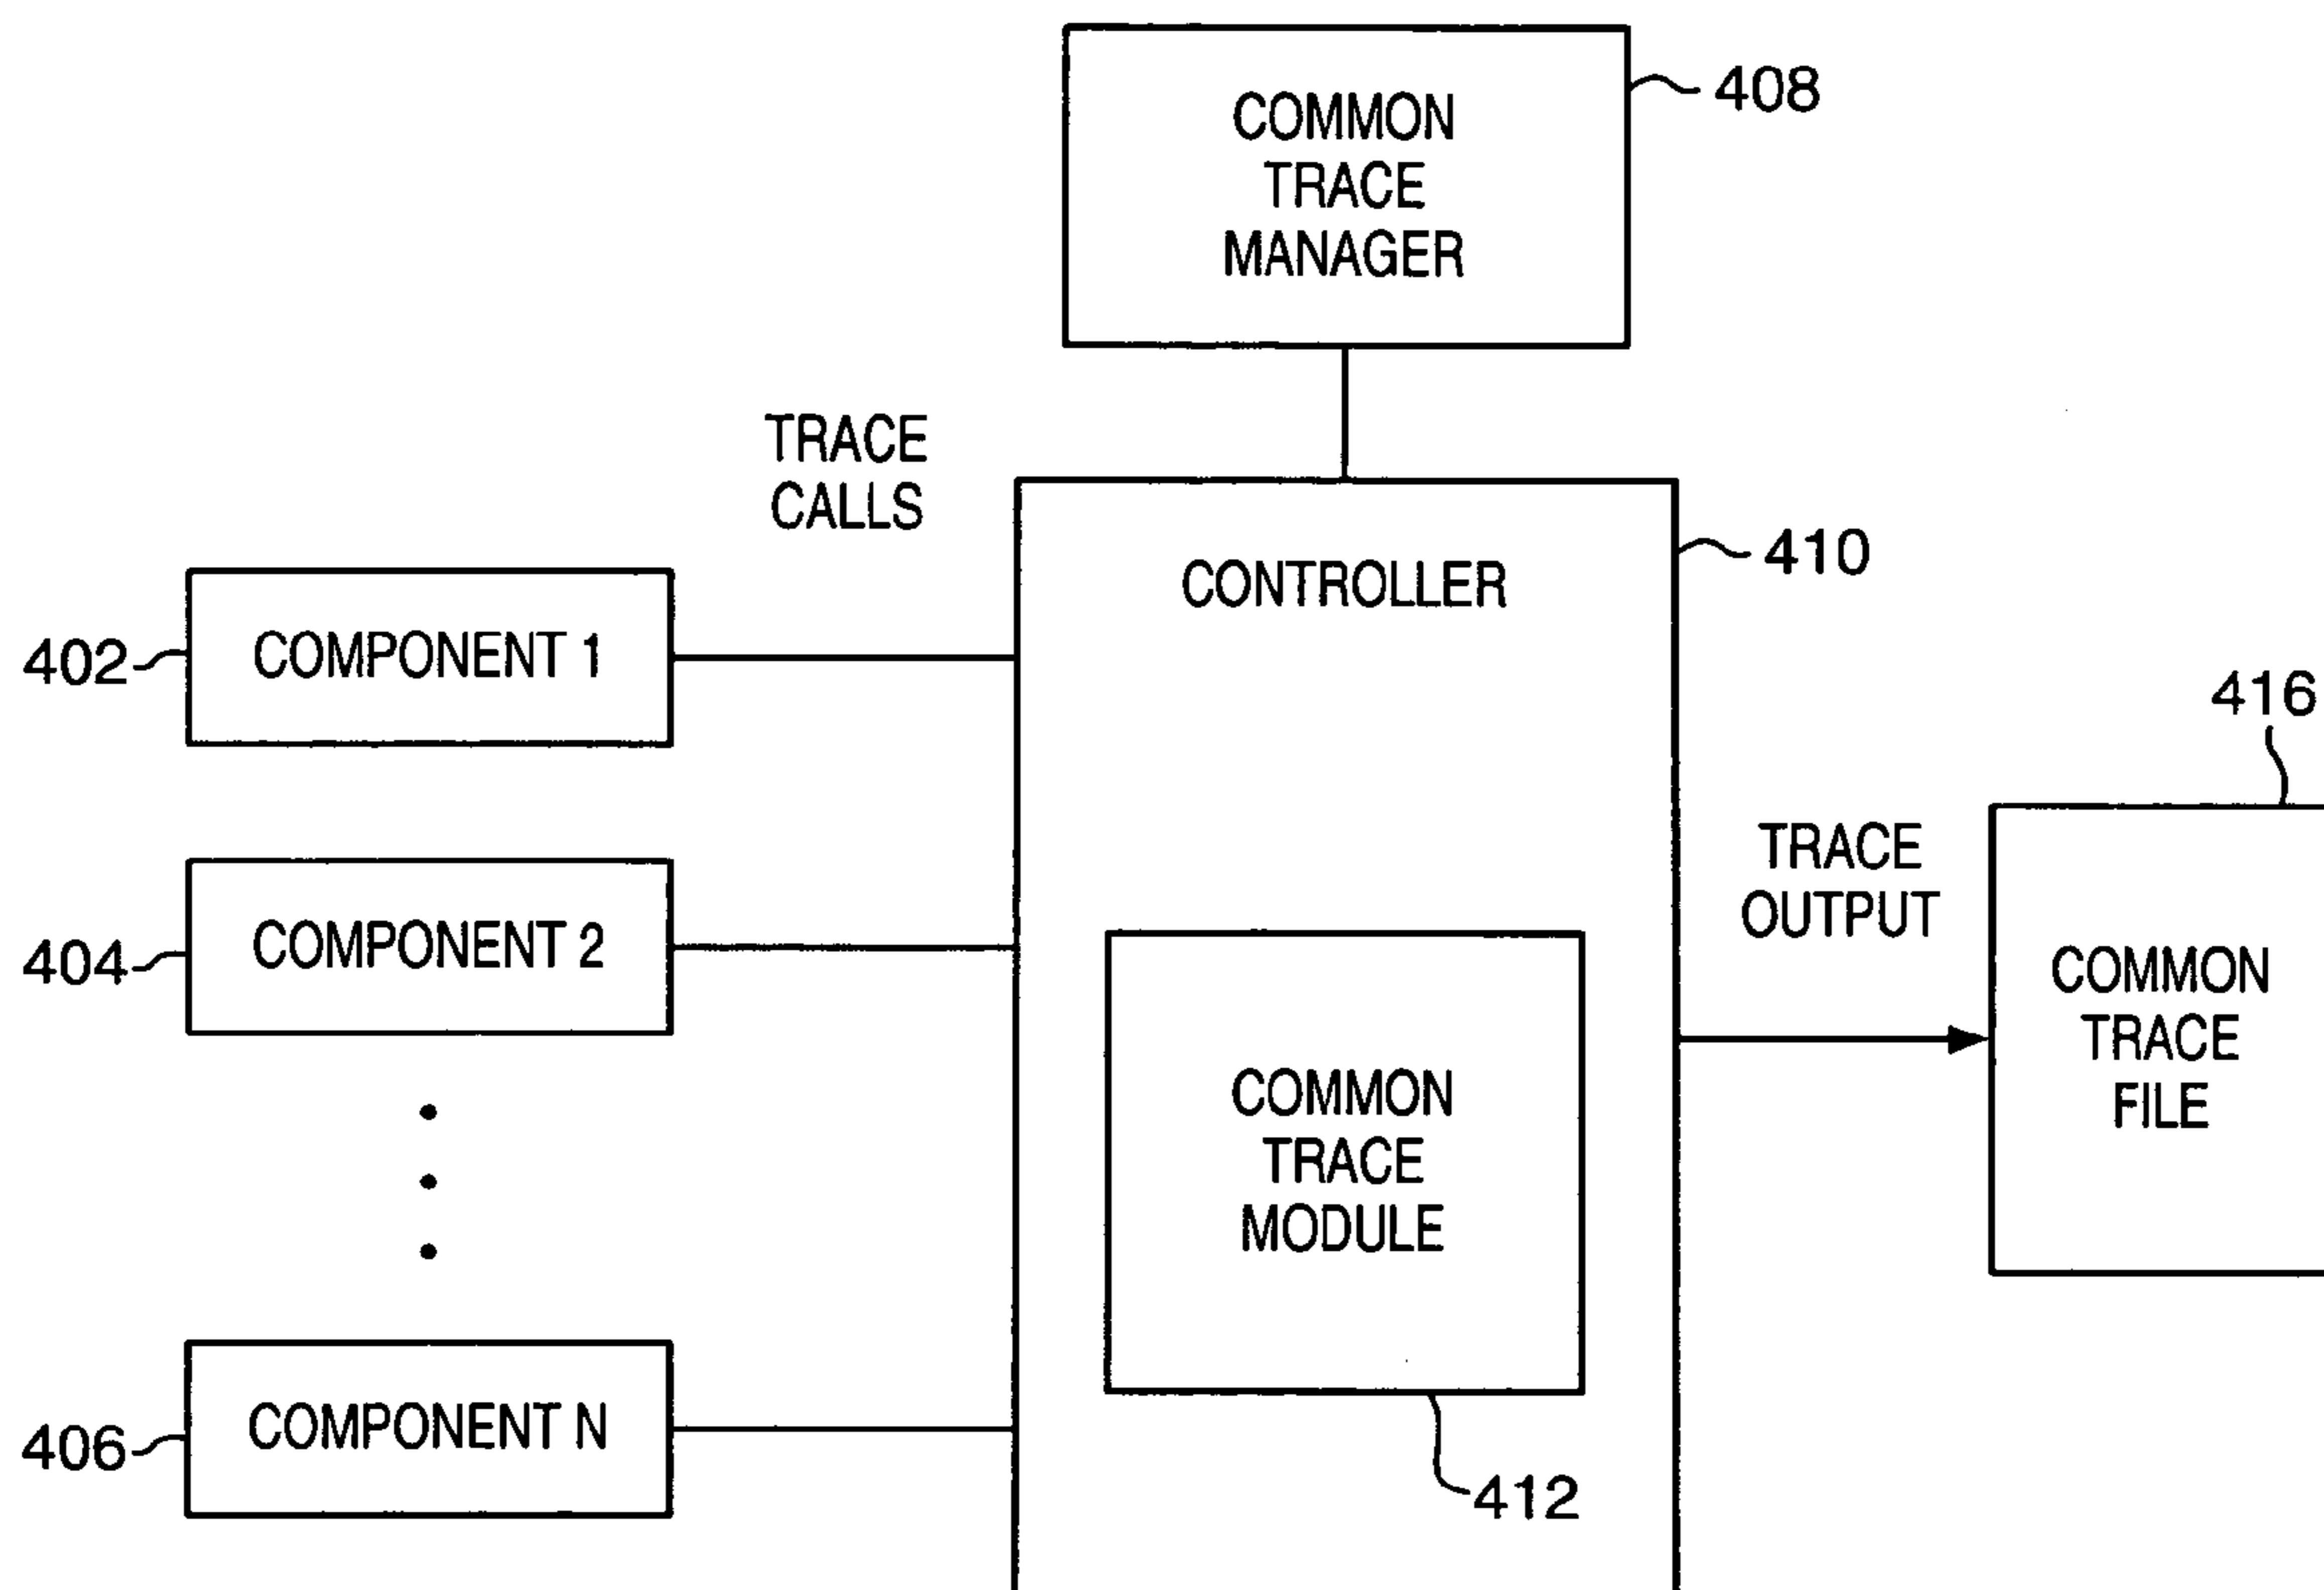 COMMON
TRACE
MANAGER
408
TRACE
CALLS
CONTROLLER
410
402
COMPONENT 1
416
TRACE
OUTPUT
404
COMPONENT 2
COMMON
TRACE
FILE
COMMON
TRACE
MODULE
406
COMPONENT N
412